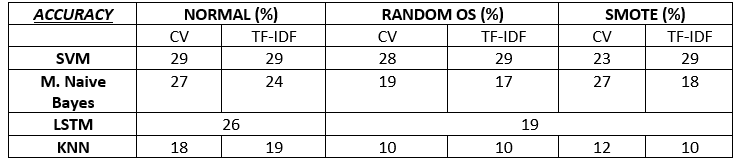 ACCURACY NORMAL (%) RANDOM OS (%) SMOTE (%)
CV TF-IDF CV TF-IDF CV TF-IDF
SVM 29 29 28 29 23 29
M. Naive Bayes 27 24 19 17 27 18
LSTM 26 19
KNN 18 19 10 10 12 10